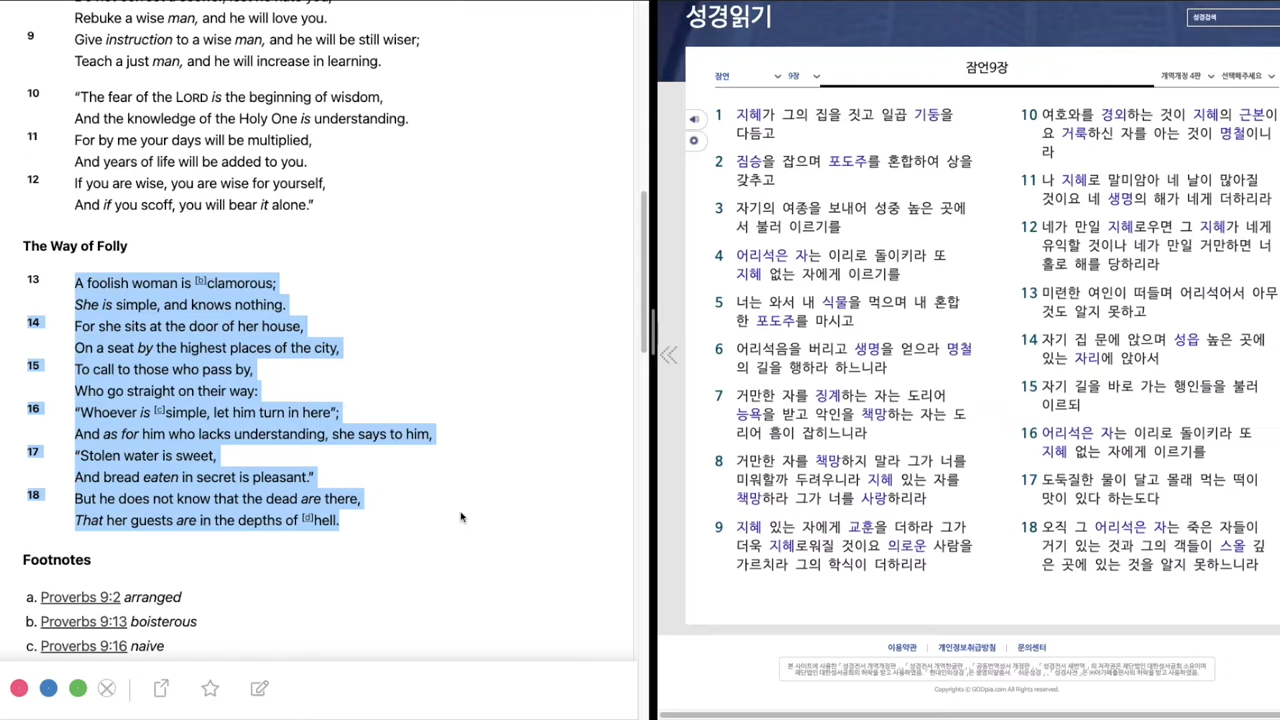 Rebuke a wise man, and he will love you.
9 Give instruction to a wise man, and he will be still wiser;
Teach a just man, and he will increase in learning.
10 “The fear of the LORD is the beginning of wisdom,
And the knowledge of the Holy One is understanding.
11 For by me your days will be multiplied,
And years of life will be added to you.
12 If you are wise, you are wise for yourself,
And if you scoff, you will bear it alone.”
The Way of Folly
13 A foolish woman is [b]clamorous;
She is simple, and knows nothing.
14 For she sits at the door of her house,
On a seat by the highest places of the city,
15 To call to those who pass by,
Who go straight on their way:
16 “Whoever is [c]simple, let him turn in here”;
And as for him who lacks understanding, she says to him,
17 “Stolen water is sweet,
And bread eaten in secret is pleasant.”
18 But he does not know that the dead are there,
That her guests are in the depths of [d]hell.
Footnotes
a. Proverbs 9:2 arranged
b. Proverbs 9:13 boisterous
c. Proverbs 9:16 naive
성경읽기
성경검색
잠언
9장
잠언9장
개역개정 4판
선택해주세요
1 지혜가 그의 집을 짓고 일곱 기둥을
다듬고
2 짐승을 잡으며 포도주를 혼합하여 상을
갖추고
3 자기의 여종을 보내어 성중 높은 곳에
서 불러 이르기를
4 어리석은 자는 이리로 돌이키라 또
지혜 없는 자에게 이르기를
5 너는 와서 내 식물을 먹으며 내 혼합
한 포도주를 마시고
6 어리석음을 버리고 생명을 얻으라 명철
의 길을 행하라 하느니라
7 거만한 자를 징계하는 자는 도리어
능욕을 받고 악인을 책망하는 자는 도
리어 흠이 잡히느니라
8 거만한 자를 책망하지 말라 그가 너를
미워할까 두려우니라 지혜 있는 자를
책망하라 그가 너를 사랑하리라
9 지혜 있는 자에게 교훈을 더하라 그가
더욱 지혜로워질 것이요 의로운 사람을
가르치라 그의 학식이 더하리라
10 여호와를 경외하는 것이 지혜의 근본이
요 거룩하신 자를 아는 것이 명철이니
라
11 나 지혜로 말미암아 네 날이 많아질
것이요 네 생명의 해가 네게 더하리라
12 네가 만일 지혜로우면 그 지혜가 네게
유익할 것이나 네가 만일 거만하면 너
홀로 해를 당하리라
13 미련한 여인이 떠들며 어리석어서 아무
것도 알지 못하고
14 자기 집 문에 앉으며 성읍 높은 곳에
있는 자리에 앉아서
15 자기 길을 바로 가는 행인들을 불러
이르되
16 어리석은 자는 이리로 돌이키라 또
지혜 없는 자에게 이르기를
17 도둑질한 물이 달고 몰래 먹는 떡이
맛이 있다 하는도다
18 오직 그 어리석은 자는 죽은 자들이
거기 있는 것과 그의 객들이 스올 깊
은 곳에 있는 것을 알지 못하느니라
이용약관 | 개인정보취급방침 | 문의센터
Copyrights ⓒ GOOpia.com All Rights reserved.